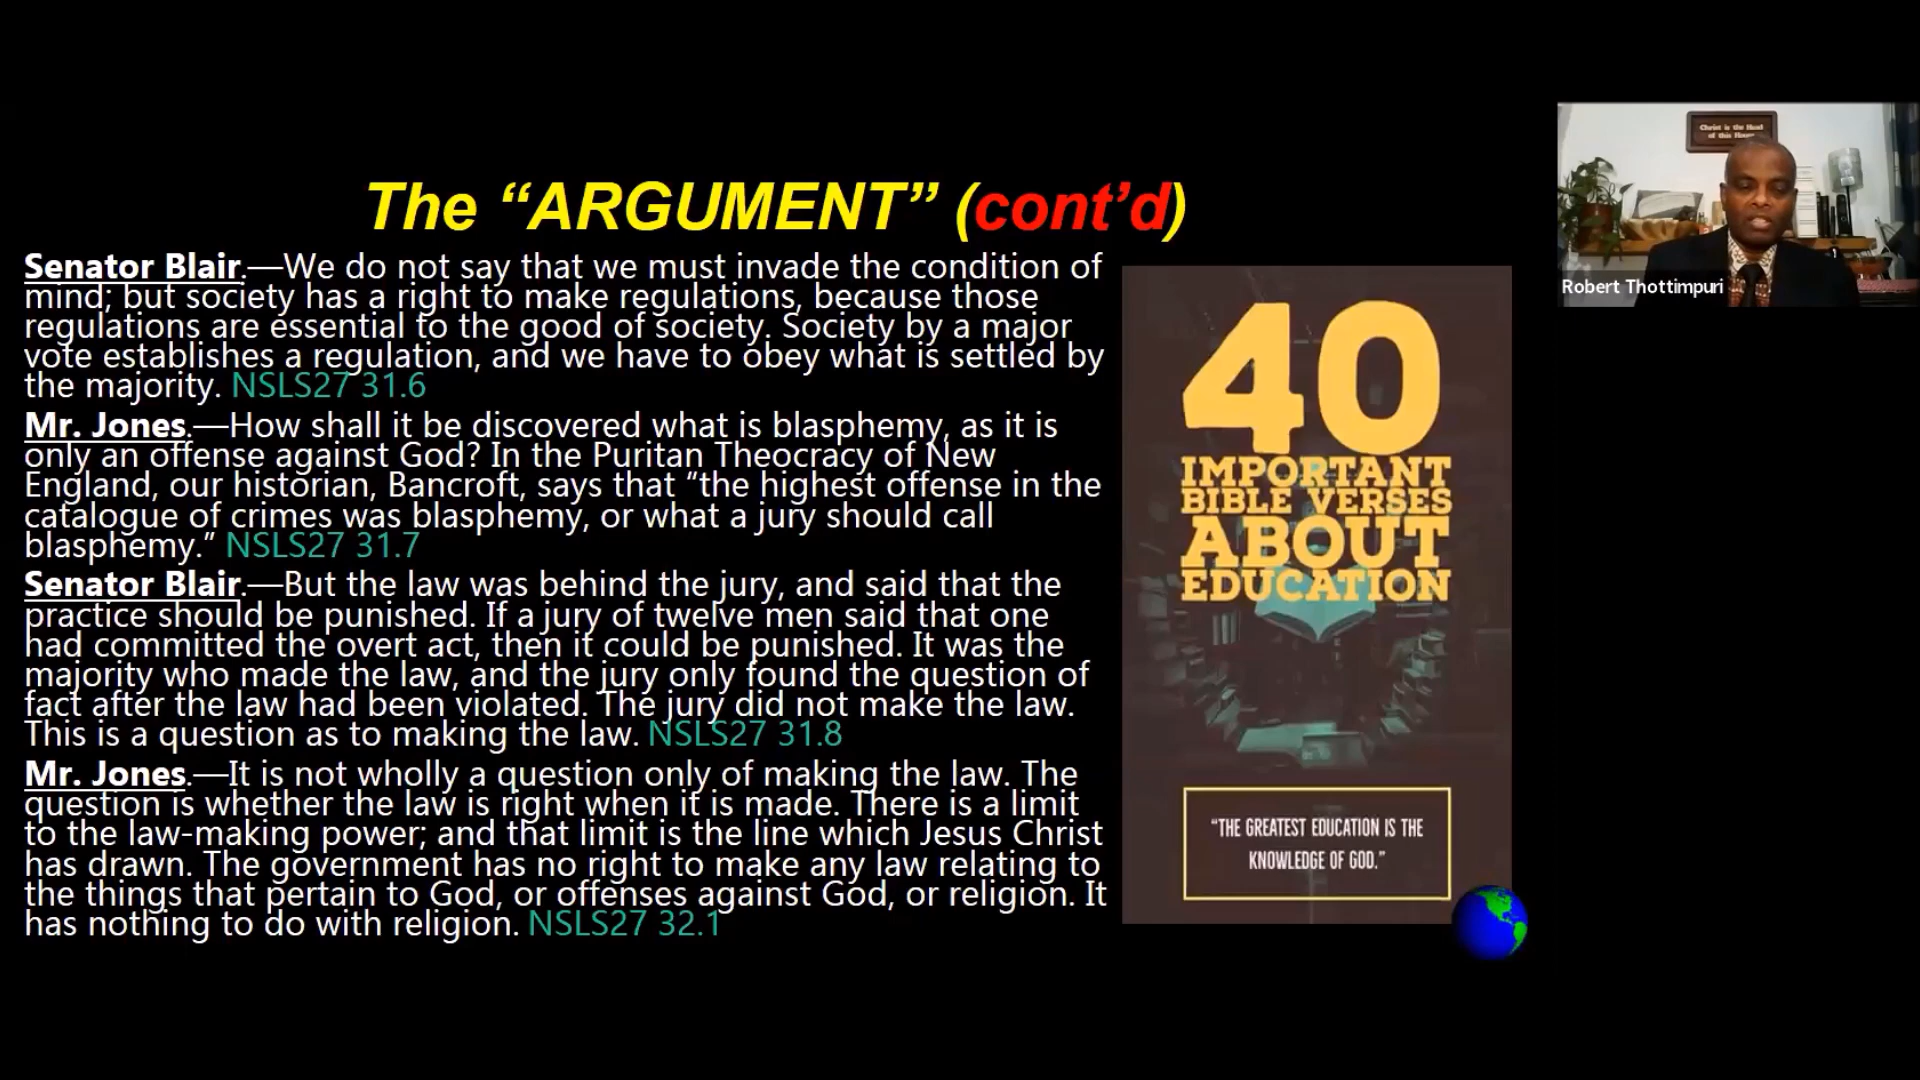 The “ARGUMENT” (cont’d)
Senator Blair.—We do not say that we must invade the condition of
mind; but society has a right to make regulations, because those
regulations are essential to the good of society. Society by a major
vote establishes a regulation, and we have to obey what is settled by
the majority. NSLS27 31.6
Mr. Jones.—How shall it be discovered what is blasphemy, as it is
only an offense against God? In the Puritan Theocracy of New
England, our historian, Bancroft, says that “the highest offense in the
catalogue of crimes was blasphemy, or what a jury should call
blasphemy.” NSLS27 31.7
Senator Blair.—But the law was behind the jury, and said that the
practice should be punished. If a jury of twelve men said that one
had committed the overt act, then it could be punished. It was the
majority who made the law, and the jury only found the question of
fact after the law had been violated. The jury did not make the law.
This is a question as to making the law. NSLS27 31.8
Mr. Jones.—It is not wholly a question only of making the law. The
question is whether the law is right when it is made. There is a limit
to the law-making power; and that limit is the line which Jesus Christ
has drawn. The government has no right to make any law relating to
the things that pertain to God, or offenses against God, or religion. It
has nothing to do with religion. NSLS27 32.1
40
IMPORTANT
BIBLE VERSES
ABOUT
EDUCATION
“THE GREATEST EDUCATION IS THE
KNOWLEDGE OF GOD.”
Christ is the Head
of this House
Robert Thottimpuri